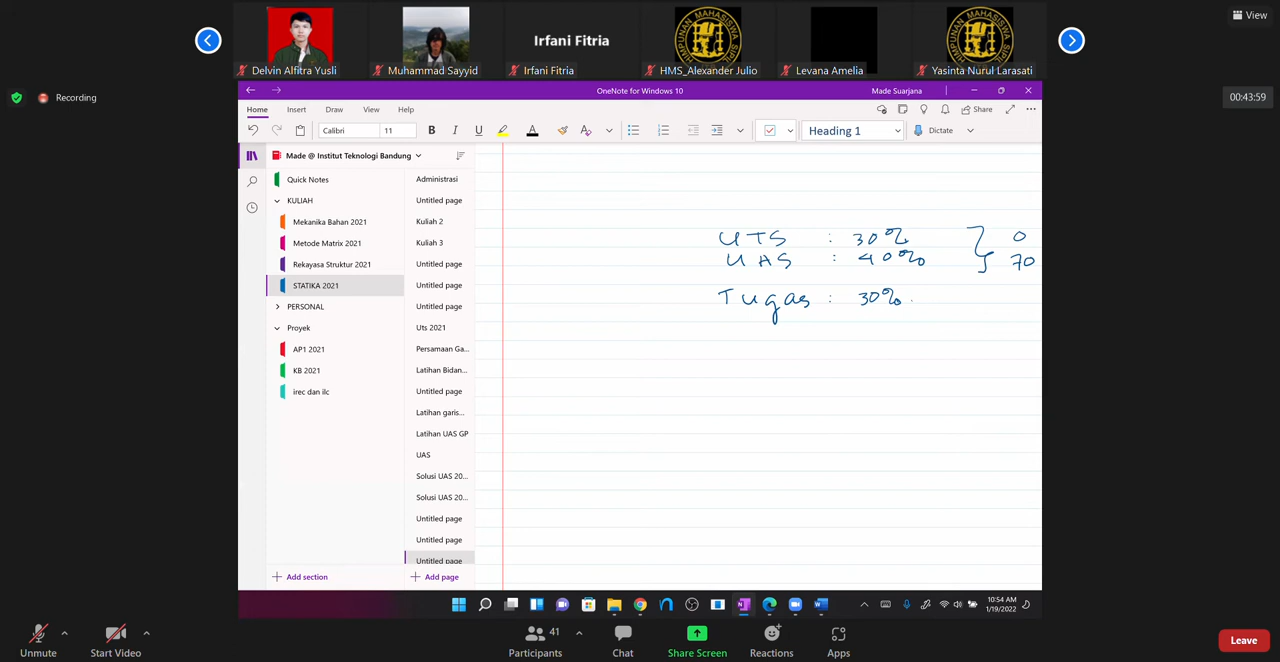 View
Irfani Fitria
HIMPUNAN MAHASISWA SIPIL
HIMPUNAN MAHASISWA SIPIL
Delvin Alfitra Yusli
Muhammad Sayyid
Irfani Fitria
HMS_Alexander Julio
Levana Amelia
Yasinta Nurul Larasati
Recording
00:43:59
OneNote for Windows 10
Made Suarjana
Home Insert Draw View Help
Share
Calibri 11 B I U A A Heading 1 Dictate
Made @ Institut Teknologi Bandung
Quick Notes
KULIAH
Mekanika Bahan 2021
Metode Matrix 2021
Rekayasa Struktur 2021
STATIKA 2021
PERSONAL
Proyek
AP1 2021
KB 2021
irec dan ilc
Add section
Administrasi
Untitled page
Kuliah 2
Kuliah 3
Untitled page
Untitled page
Untitled page
Uts 2021
Persamaan Ga...
Latihan Bidan...
Untitled page
Latihan garis...
Latihan UAS GP
UAS
Solusi UAS 20...
Solusi UAS 20...
Untitled page
Untitled page
Untitled page
Add page
UTS : 30% } 0
UAS : 40% 70
Tugas : 30%.
10:54 AM
1/19/2022
Unmute
Start Video
41
Participants
Chat
Share Screen
Reactions
Apps
Leave